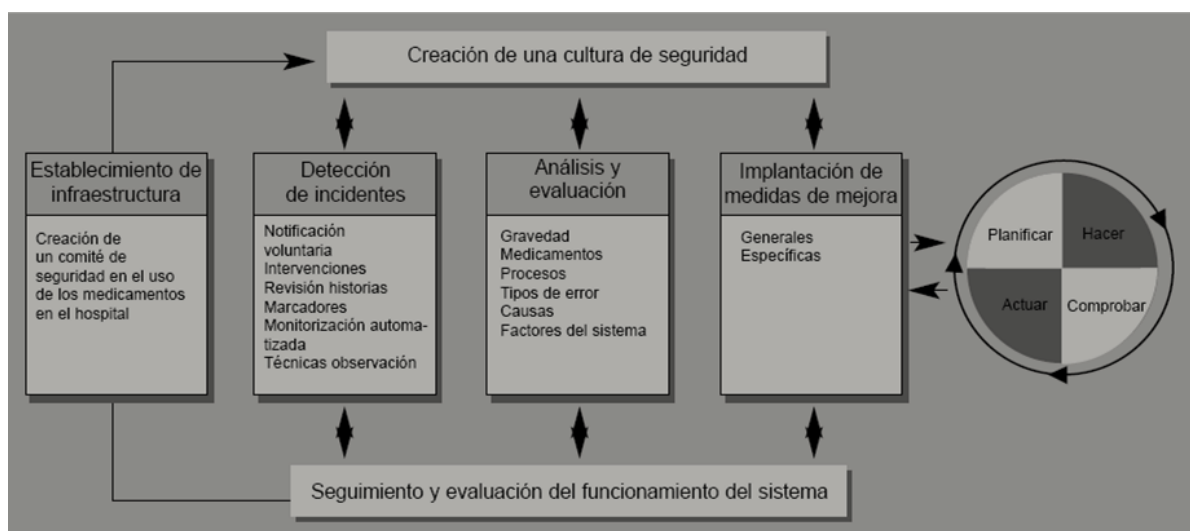 Creación de una cultura de seguridad
Establecimiento de
infraestructura
Creación de
un comité de
seguridad en el uso
de los medicamentos
en el hospital
Detección
de incidentes
Notificación
voluntaria
Intervenciones
Revisión historias
Marcadores
Monitorización automa-
tizada
Técnicas observación
Análisis y
evaluación
Gravedad
Medicamentos
Procesos
Tipos de error
Causas
Factores del sistema
Implantación de
medidas de mejora
Generales
Específicas
Planificar
Hacer
Actuar
Comprobar
Seguimiento y evaluación del funcionamiento del sistema